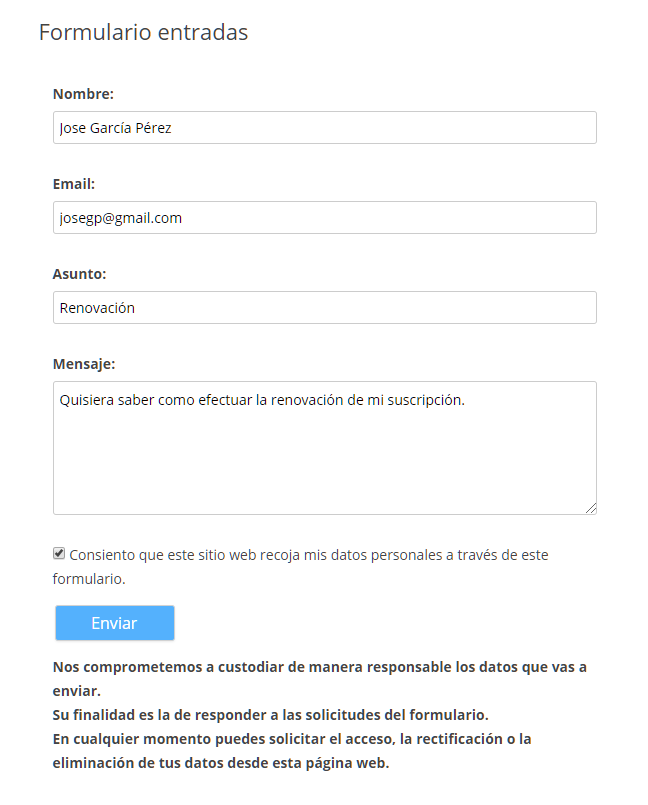 Formulario entradas
Nombre:
Jose García Pérez
Email:
josegp@gmail.com
Asunto:
Renovación
Mensaje:
Quisiera saber como efectuar la renovación de mi suscripción.
Consiento que este sitio web recoja mis datos personales a través de este
formulario.
Enviar
Nos comprometemos a custodiar de manera responsable los datos que vas a
enviar.
Su finalidad es la de responder a las solicitudes del formulario.
En cualquier momento puedes solicitar el acceso, la rectificación o la
eliminación de tus datos desde esta página web.